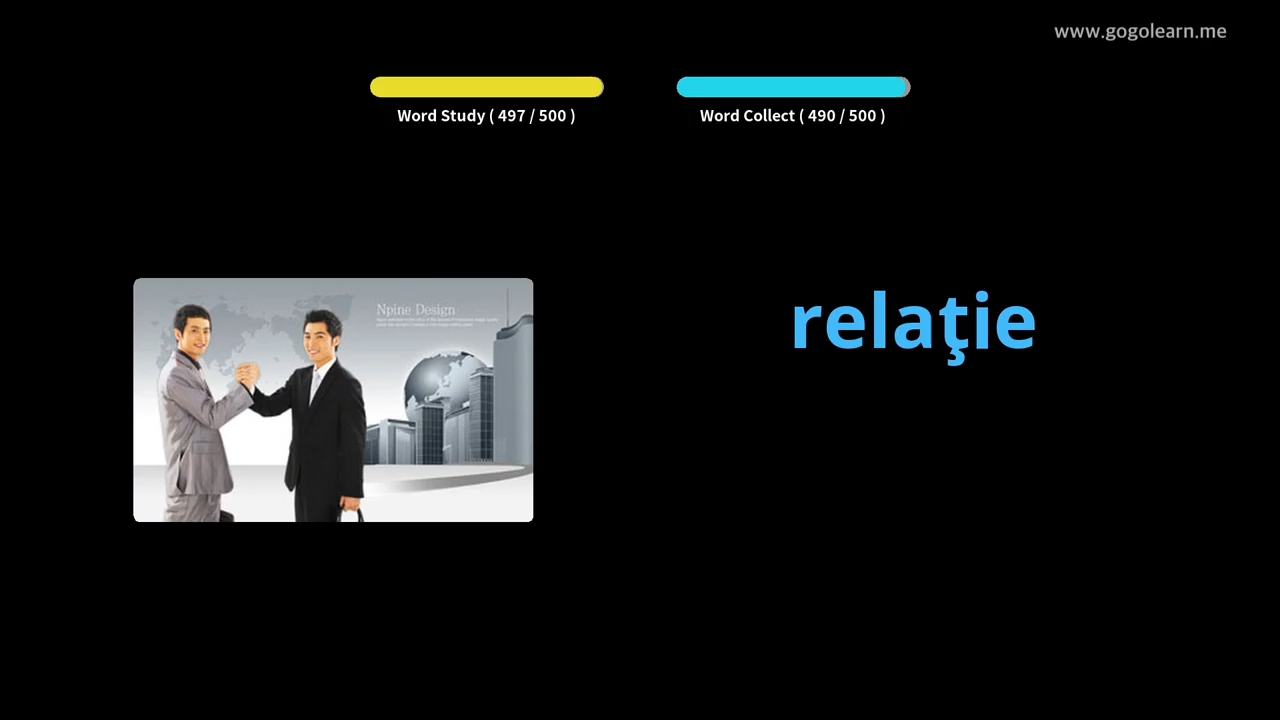 www.gogolearn.me
Word Study ( 497 / 500 )
Word Collect ( 490 / 500 )
Npine Design
relaţie